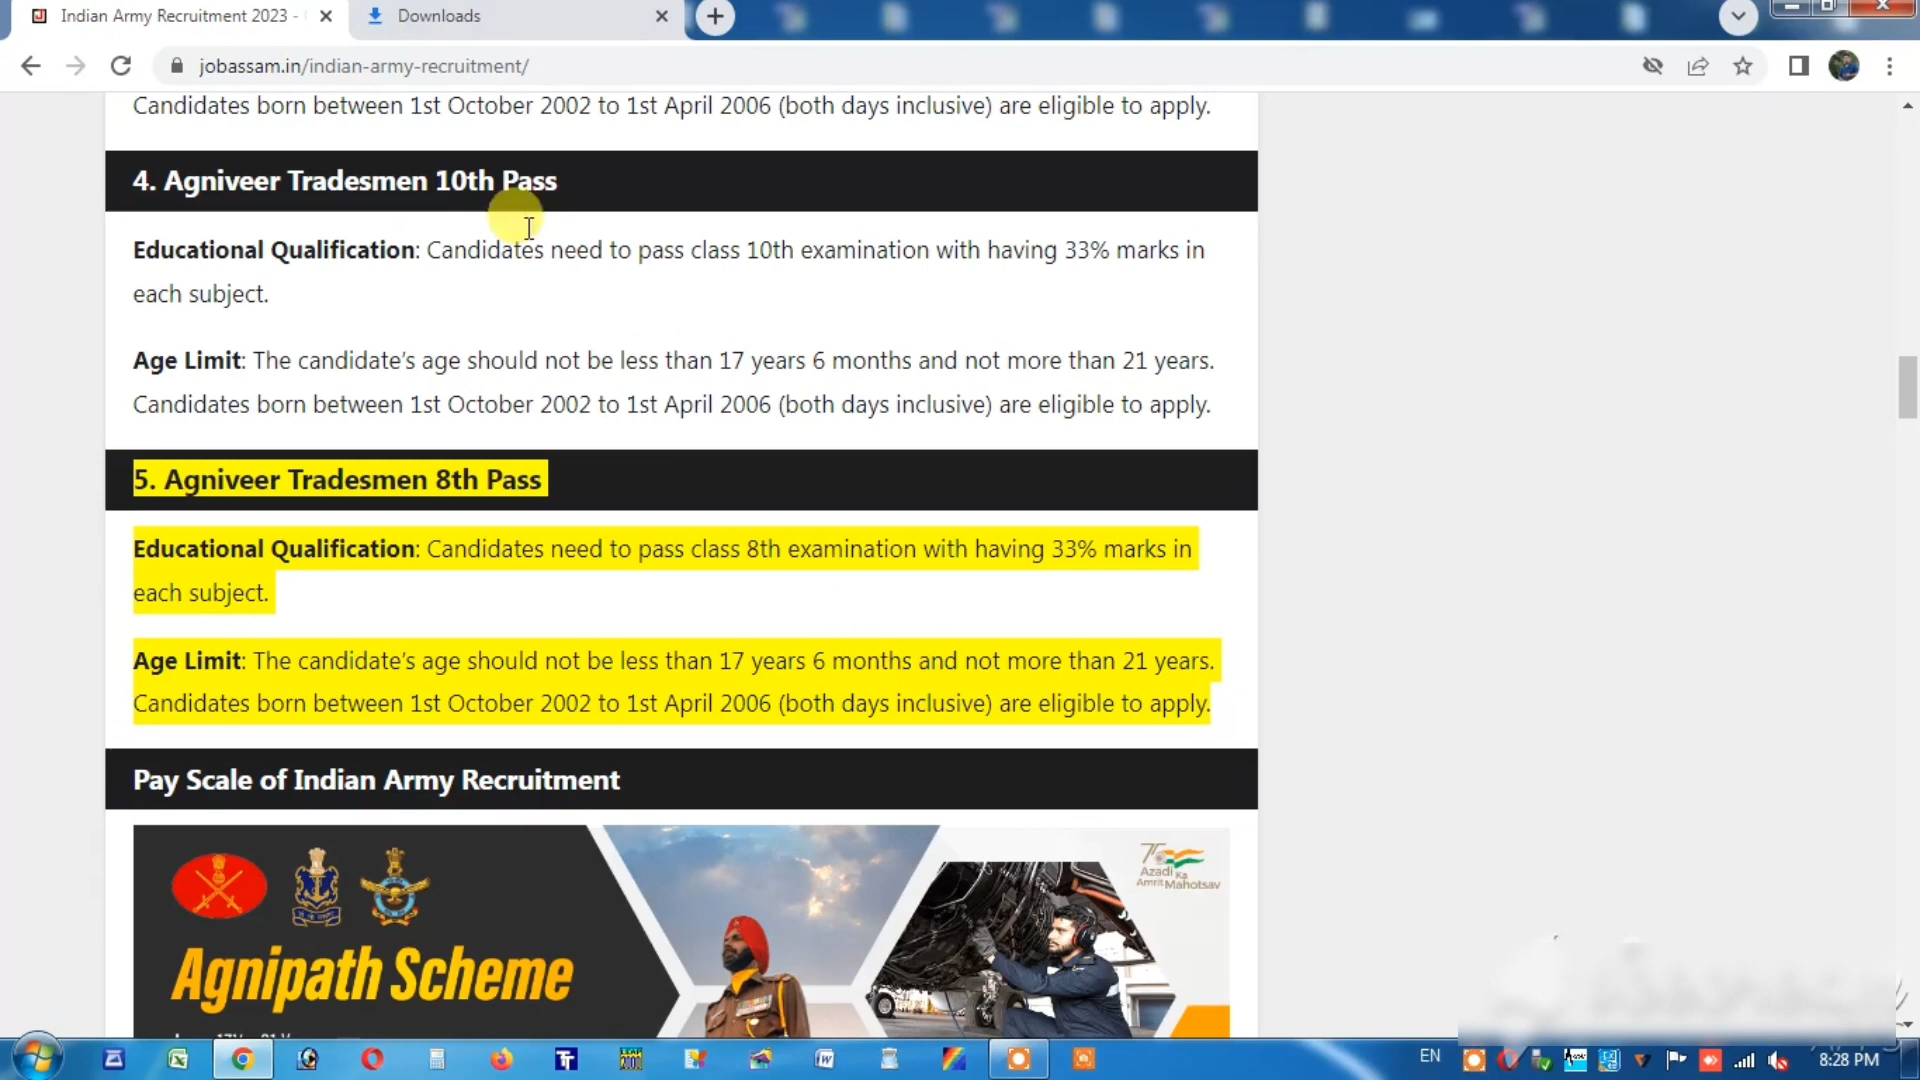 Indian Army Recruitment 2023 -
Downloads
jobassam.in/indian-army-recruitment/
Candidates born between 1st October 2002 to 1st April 2006 (both days inclusive) are eligible to apply.
4. Agniveer Tradesmen 10th Pass
Educational Qualification: Candidates need to pass class 10th examination with having 33% marks in
each subject.
Age Limit: The candidate’s age should not be less than 17 years 6 months and not more than 21 years.
Candidates born between 1st October 2002 to 1st April 2006 (both days inclusive) are eligible to apply.
5. Agniveer Tradesmen 8th Pass
Educational Qualification: Candidates need to pass class 8th examination with having 33% marks in
each subject.
Age Limit: The candidate’s age should not be less than 17 years 6 months and not more than 21 years.
Candidates born between 1st October 2002 to 1st April 2006 (both days inclusive) are eligible to apply.
Pay Scale of Indian Army Recruitment
Azadi Ka
Amrit Mahotsav
Agnipath Scheme
EN
8:28 PM